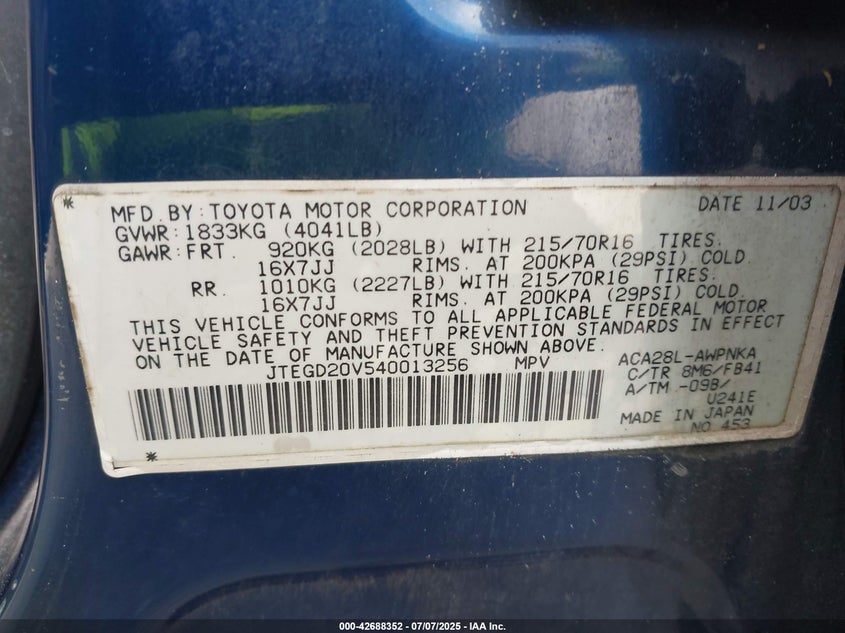 * MFD. BY: TOYOTA MOTOR CORPORATION DATE 11/03
GVWR: 1833KG (4041LB)
GAWR: FRT. 920KG (2028LB) WITH 215/70R16 TIRES.
16X7JJ RIMS. AT 200KPA (29PSI) COLD.
RR. 1010KG (2227LB) WITH 215/70R16 TIRES.
16X7JJ RIMS. AT 200KPA (29PSI) COLD.
THIS VEHICLE CONFORMS TO ALL APPLICABLE FEDERAL MOTOR
VEHICLE SAFETY AND THEFT PREVENTION STANDARDS IN EFFECT
ON THE DATE OF MANUFACTURE SHOWN ABOVE.
JTEGD20V540013256 MPV
ACA28L-AWPNKA
C/TR 8M6/FB41
A/TM -09B/
U241E
MADE IN JAPAN
NO 453
*
000-42688352 / 07/07/2025 - IAA Inc.